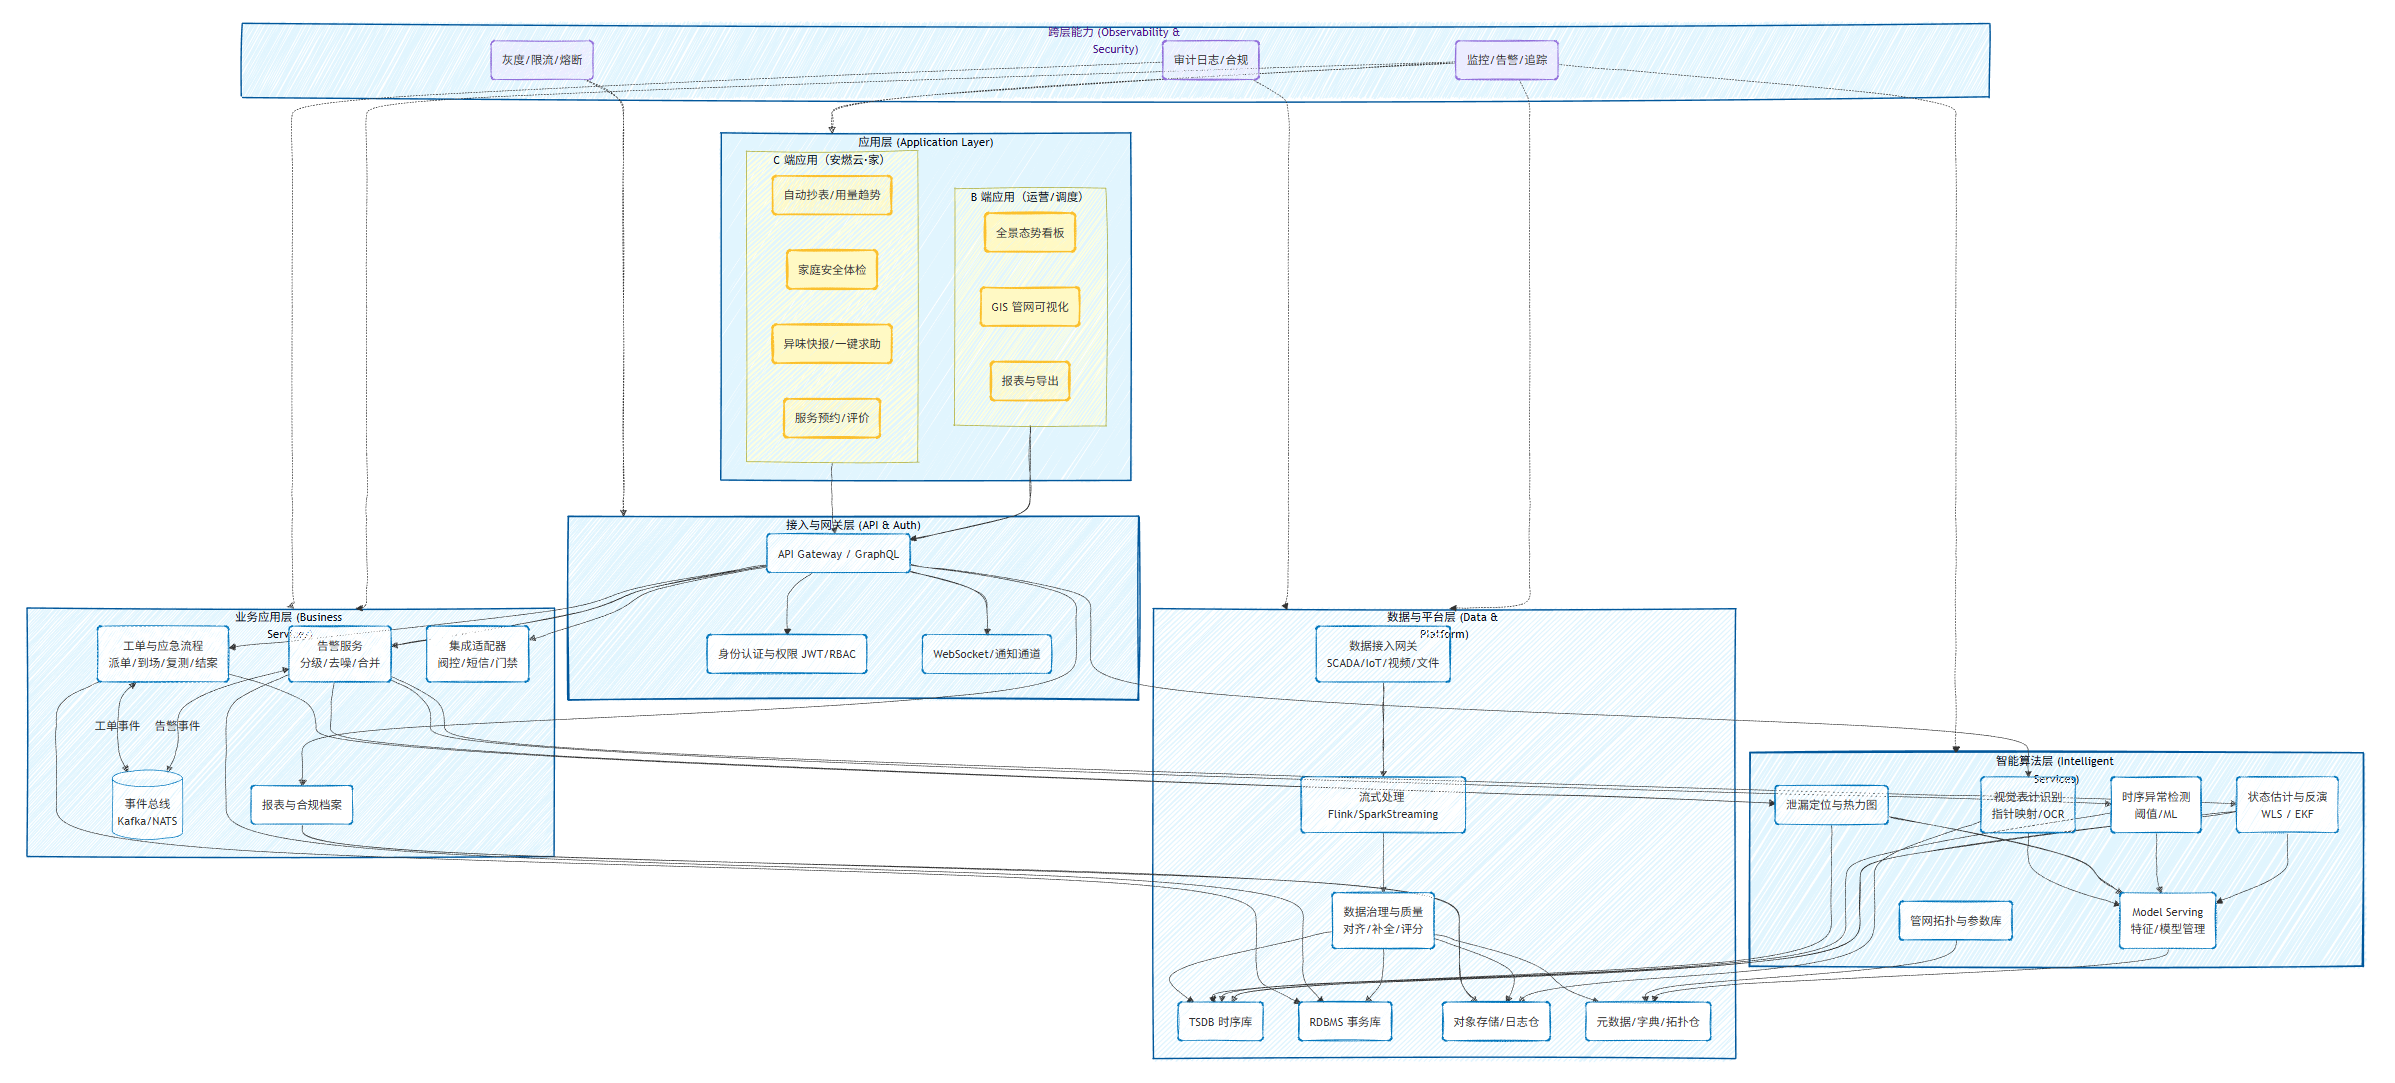 跨层能力 (Observability &
Security)
灰度/限流/熔断
审计日志/合规
监控/告警/追踪
应用层 (Application Layer)
C 端应用（安燃云·家）
自动抄表/用量趋势
家庭安全体检
异味快报/一键求助
服务预约/评价
B 端应用（运营/调度）
全景态势看板
GIS 管网可视化
报表与导出
接入与网关层 (API & Auth)
API Gateway / GraphQL
身份认证与权限 JWT/RBAC
WebSocket/通知通道
业务应用层 (Business
Services)
工单与应急流程
派单/到场/复测/结案
告警服务
分级/去噪/合并
集成适配器
阀控/短信/门禁
工单事件
告警事件
事件总线
Kafka/NATS
报表与合规档案
数据与平台层 (Data &
Platform)
数据接入网关
SCADA/IoT/视频/文件
流式处理
Flink/SparkStreaming
数据治理与质量
对齐/补全/评分
TSDB 时序库
RDBMS 事务库
对象存储/日志仓
元数据/字典/拓扑仓
智能算法层 (Intelligent
Services)
泄漏定位与热力图
视觉表计识别
指针映射/OCR
时序异常检测
阈值/ML
状态估计与反演
WLS / EKF
管网拓扑与参数库
Model Serving
特征/模型管理